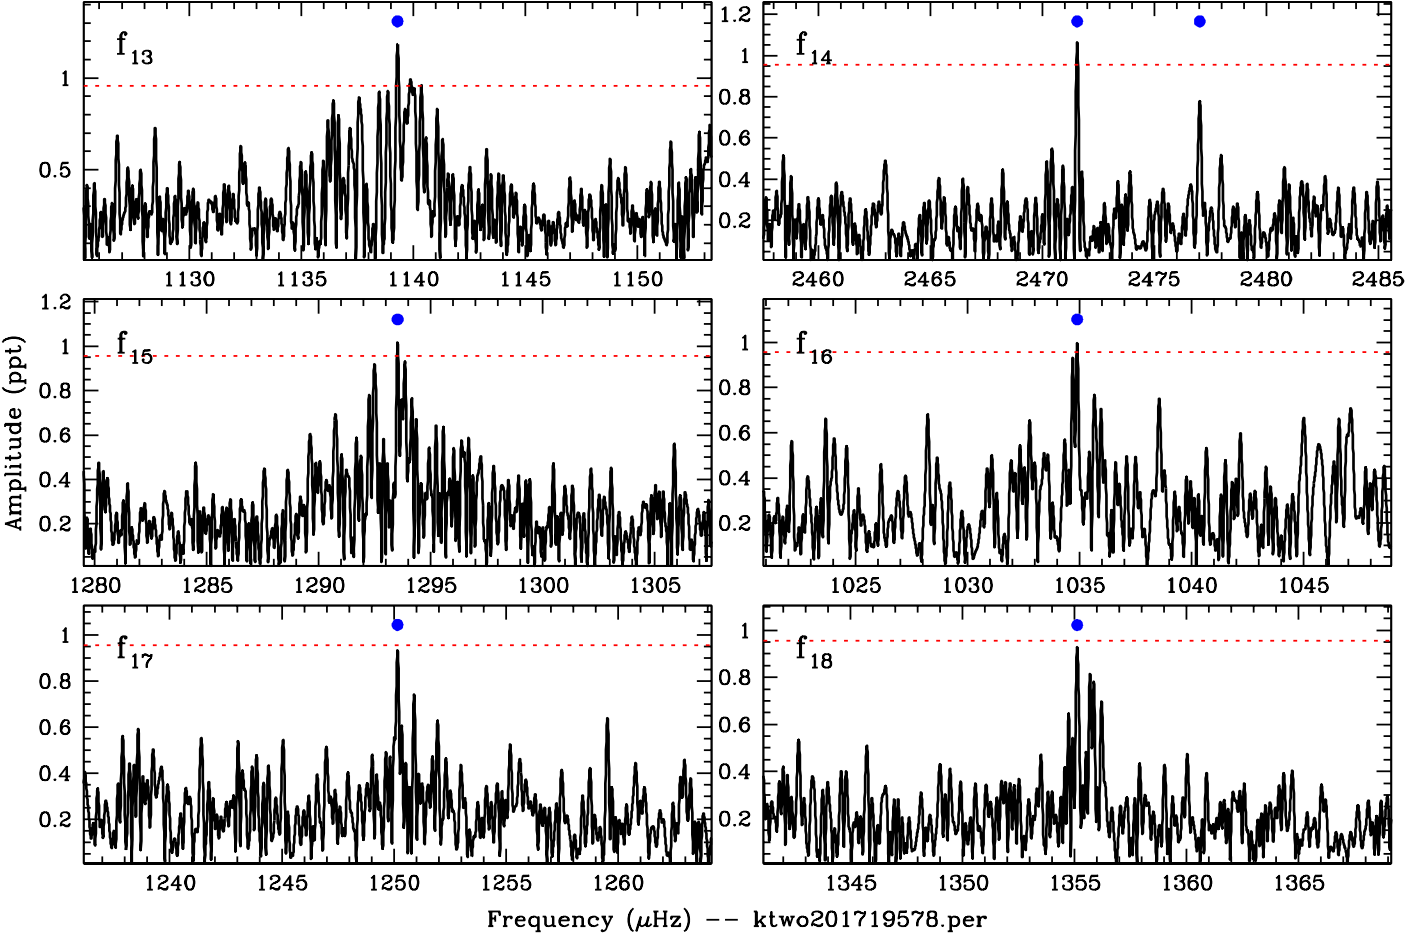 f13
1
0.5
1130 1135 1140 1145 1150
f14
1.2
1
0.8
0.6
0.4
0.2
2460 2465 2470 2475 2480 2485
f15
1.2
1
0.8
0.6
0.4
0.2
1280 1285 1290 1295 1300 1305
f16
1
0.8
0.6
0.4
0.2
1025 1030 1035 1040 1045
f17
1
0.8
0.6
0.4
0.2
1240 1245 1250 1255 1260
f18
1
0.8
0.6
0.4
0.2
1345 1350 1355 1360 1365
Amplitude (ppt)
Frequency (μHz) -- ktwo201719578.per